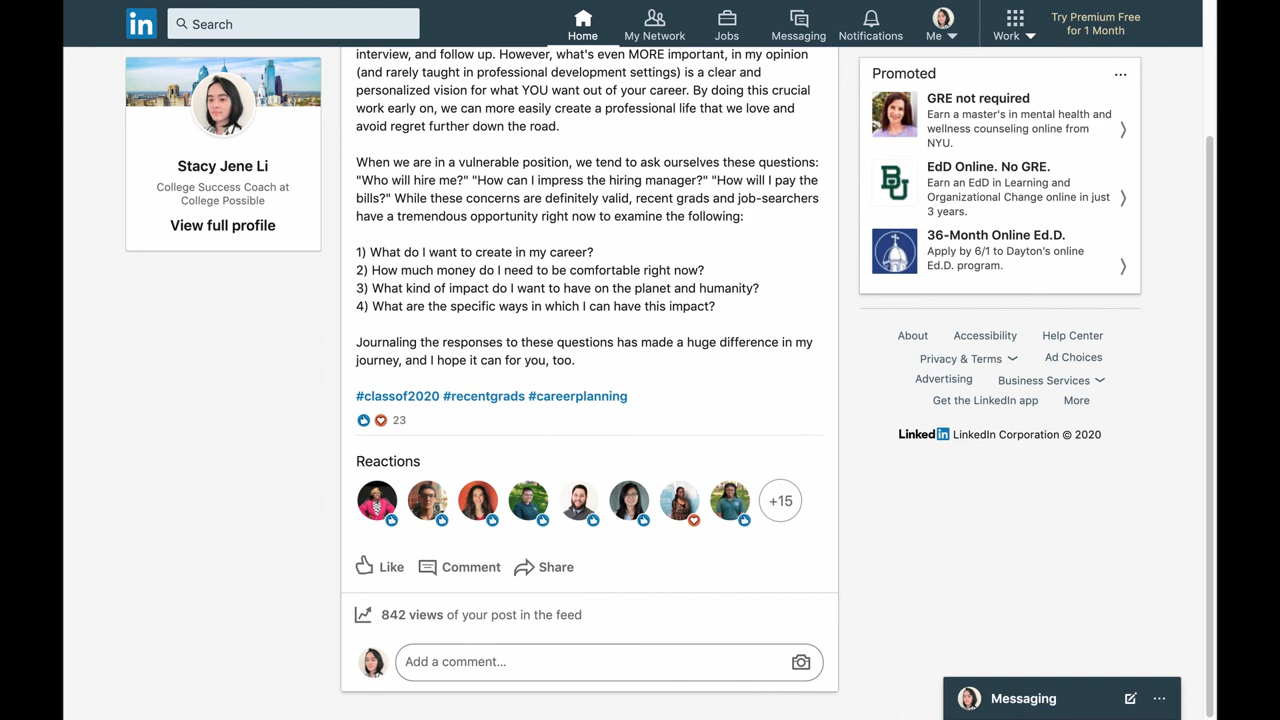 in
Search
Home
My Network
Jobs
Messaging
Notifications
Me
Work
Try Premium Free
for 1 Month
Stacy Jene Li
College Success Coach at
College Possible
View full profile
interview, and follow up. However, what's even MORE important, in my opinion
(and rarely taught in professional development settings) is a clear and
personalized vision for what YOU want out of your career. By doing this crucial
work early on, we can more easily create a professional life that we love and
avoid regret further down the road.
When we are in a vulnerable position, we tend to ask ourselves these questions:
"Who will hire me?" "How can I impress the hiring manager?" "How will I pay the
bills?" While these concerns are definitely valid, recent grads and job-searchers
have a tremendous opportunity right now to examine the following:
1) What do I want to create in my career?
2) How much money do I need to be comfortable right now?
3) What kind of impact do I want to have on the planet and humanity?
4) What are the specific ways in which I can have this impact?
Journaling the responses to these questions has made a huge difference in my
journey, and I hope it can for you, too.
#classof2020 #recentgrads #careerplanning
23
Reactions
+15
Like
Comment
Share
842 views of your post in the feed
Add a comment...
Promoted
...
GRE not required
Earn a master's in mental health and
wellness counseling online from
NYU.
BU
EdD Online. No GRE.
Earn an EdD in Learning and
Organizational Change online in just
3 years.
36-Month Online Ed.D.
Apply by 6/1 to Dayton's online
Ed.D. program.
About
Accessibility
Help Center
Privacy & Terms
Ad Choices
Advertising
Business Services
Get the LinkedIn app
More
Linkedin LinkedIn Corporation © 2020
Messaging
...